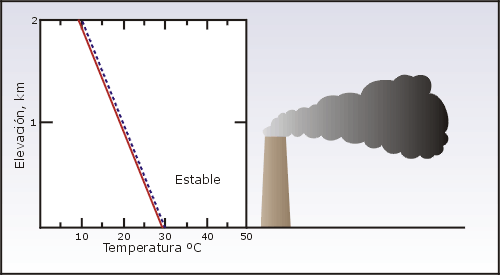 2
Elevación, km
1
Estable
10 20 30 40 50
Temperatura ºC